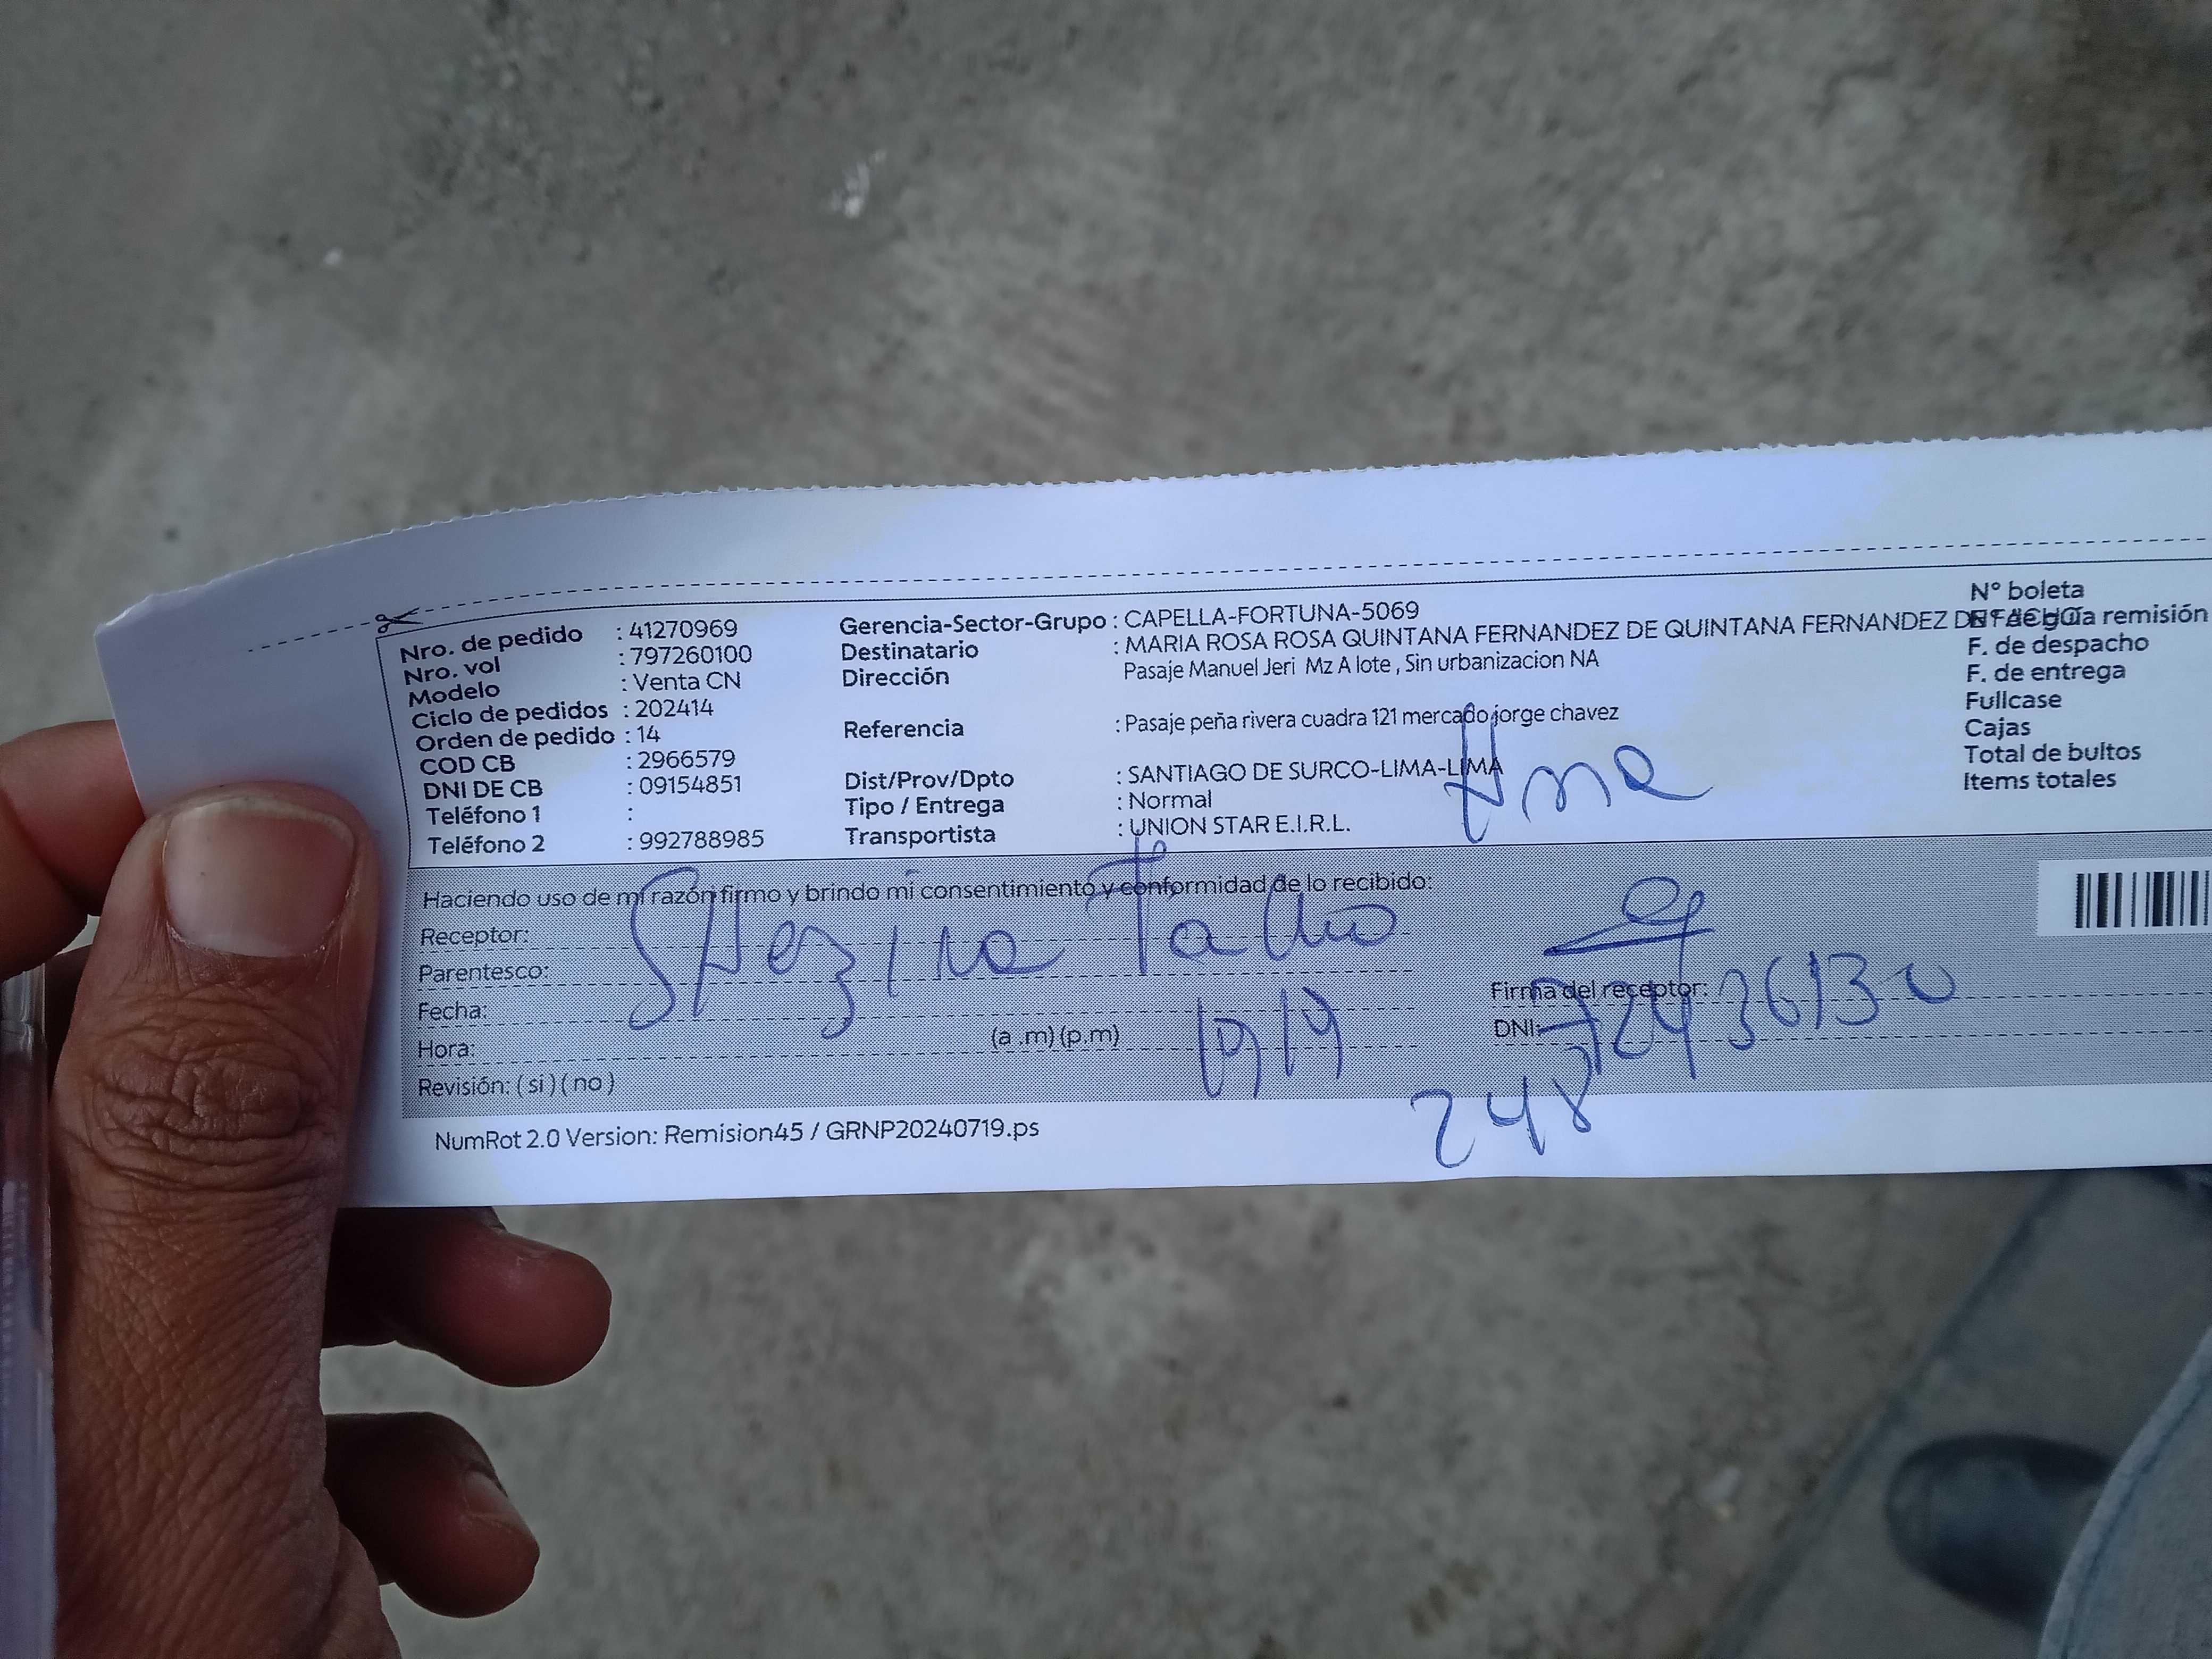 Nro. de pedido : 41270969
Nro. vol : 797260100
Modelo : Venta CN
Ciclo de pedidos : 202414
Orden de pedido : 14
COD CB : 2966579
DNI DE CB : 09154851
Teléfono 1 :
Teléfono 2 : 992788985
Gerencia-Sector-Grupo : CAPELLA-FORTUNA-5069
Destinatario : MARIA ROSA ROSA QUINTANA FERNANDEZ DE QUINTANA FERNANDEZ DE
Dirección Pasaje Manuel Jeri Mz A lote , Sin urbanizacion NA
Referencia : Pasaje peña rivera cuadra 121 mercado jorge chavez
Dist/Prov/Dpto : SANTIAGO DE SURCO-LIMA-LIMA
Tipo / Entrega : Normal
Transportista : UNION STAR E.I.R.L.
N° boleta
N° de guía remisión
F. de despacho
F. de entrega
Fullcase
Cajas
Total de bultos
Items totales
Haciendo uso de mi razón firmo y brindo mi consentimiento y conformidad de lo recibido:
Receptor:
Parentesco:
Fecha:
Hora: (a .m) (p.m)
Revisión: ( si ) ( no )
Firma del receptor:
DNI: 72436130
248
NumRot 2.0 Version: Remision45 / GRNP20240719.ps